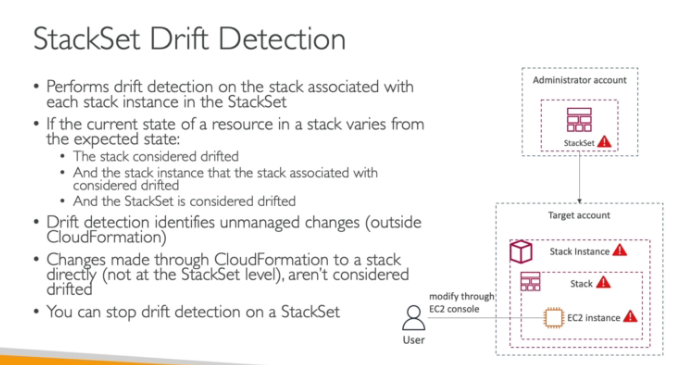 StackSet Drift Detection
• Performs drift detection on the stack associated with
each stack instance in the StackSet
• If the current state of a resource in a stack varies from
the expected state:
• The stack considered drifted
• And the stack instance that the stack associated with
considered drifted
• And the StackSet is considered drifted
• Drift detection identifies unmanaged changes (outside
CloudFormation)
• Changes made through CloudFormation to a stack
directly (not at the StackSet level), aren't considered
drifted
• You can stop drift detection on a StackSet
Administrator account
StackSet
Target account
Stack Instance
Stack
EC2 instance
modify through
EC2 console
User